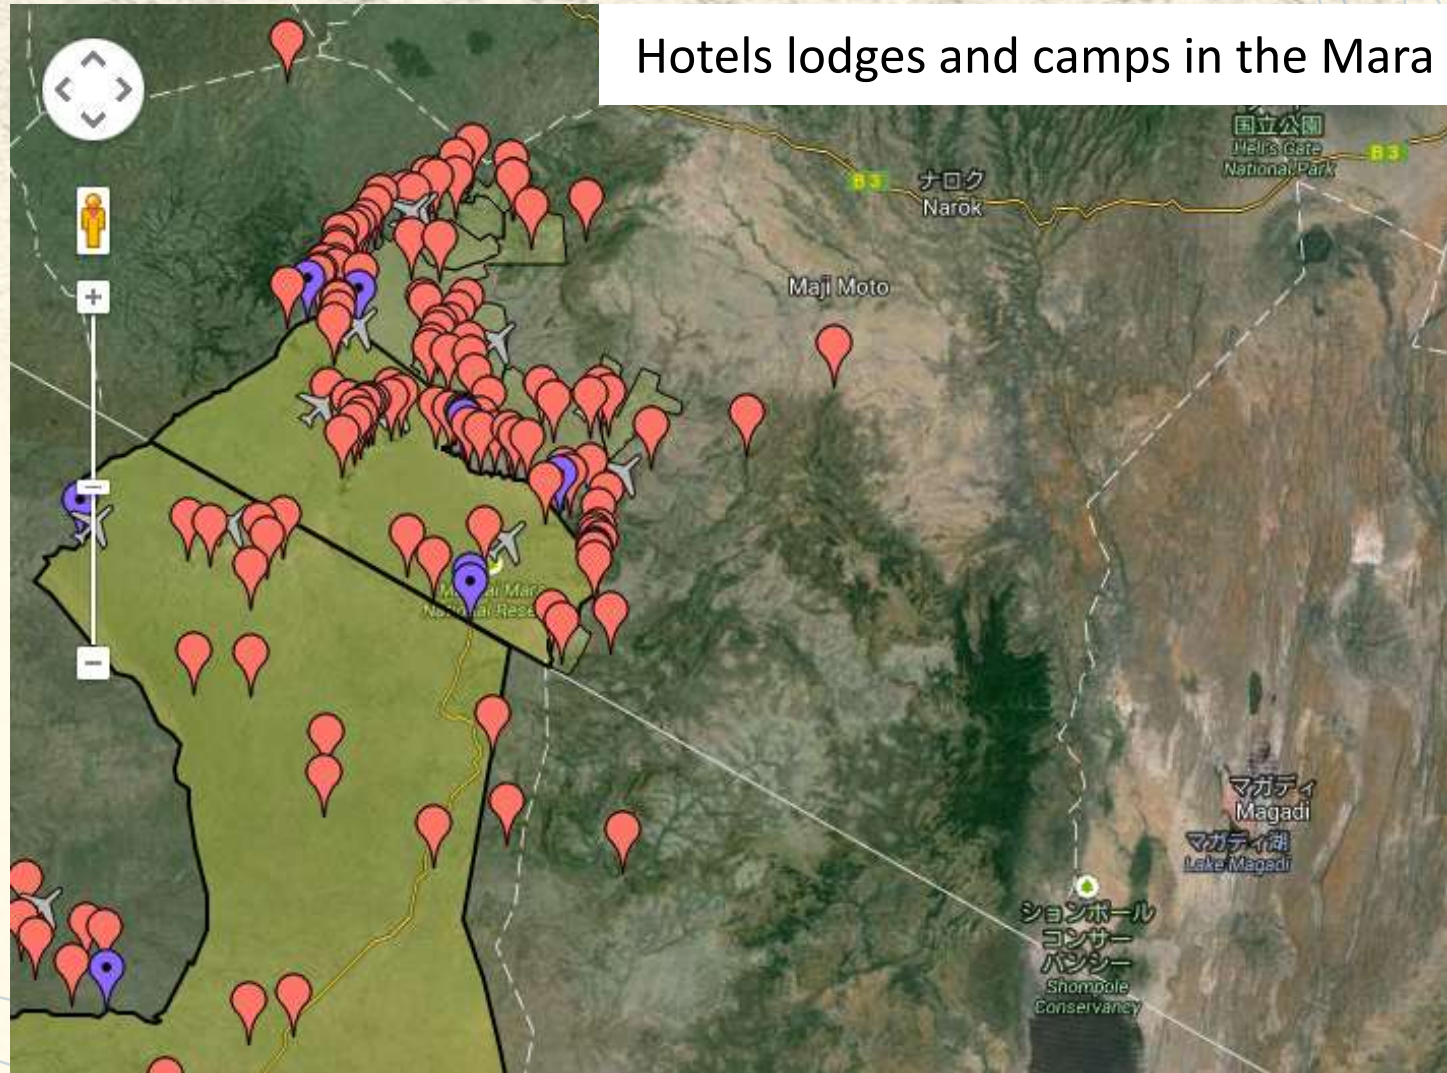 Hotels lodges and camps in the Mara
国立公園
Hell's Gate
National Park
B3
B3
ナロク
Narok
Maji Moto
マガディ
Magadi
マガディ湖
Lake Magadi
ションポール
コンサー
バンシー
Shompole
Conservancy